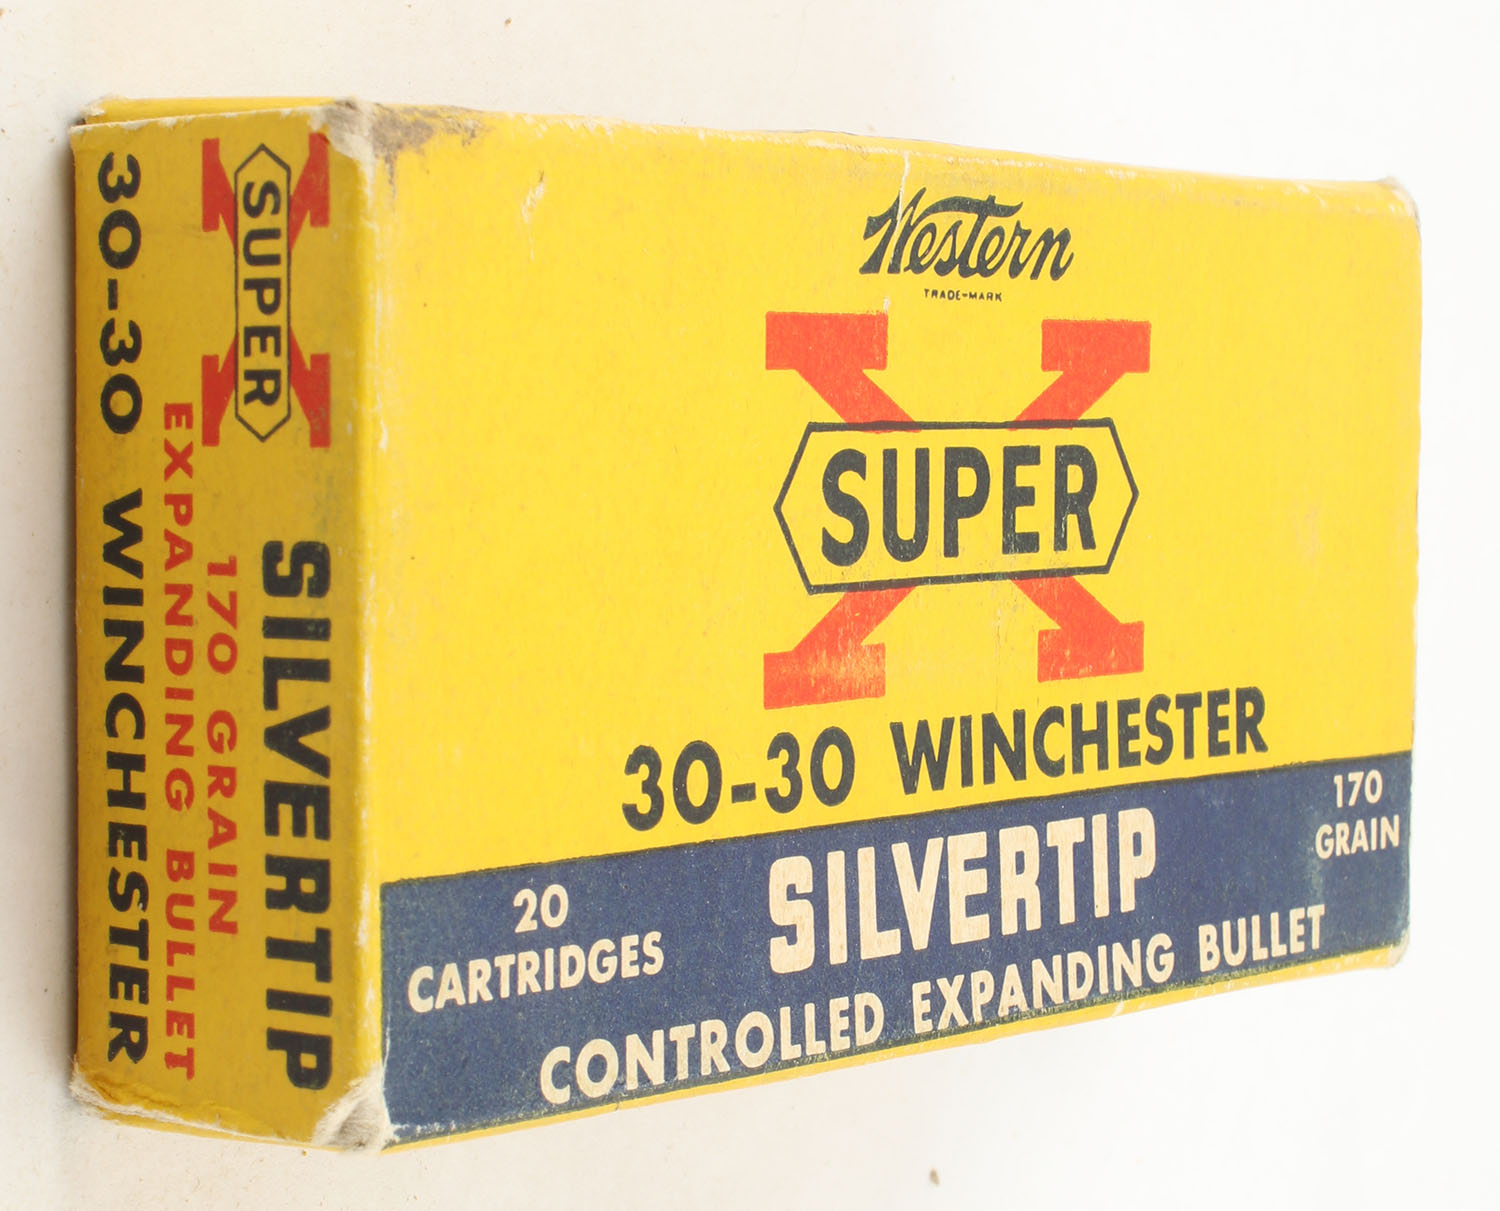 Western
TRADE-MARK
X
SUPER
30-30 WINCHESTER
20
CARTRIDGES
SILVERTIP
170
GRAIN
CONTROLLED EXPANDING BULLET
X
SUPER
SILVERTIP
170 GRAIN
EXPANDING BULLET
30-30 WINCHESTER